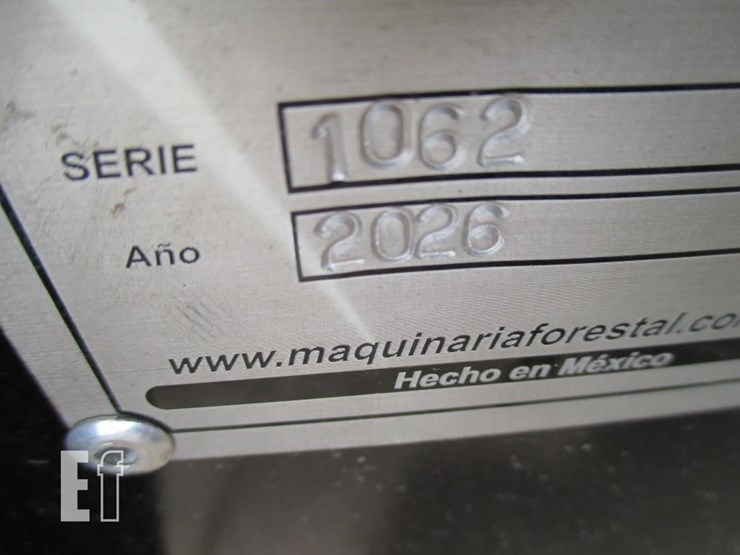 SERIE 1062
Año 2026
www.maquinariaforestal.co
Hecho en México
Ef